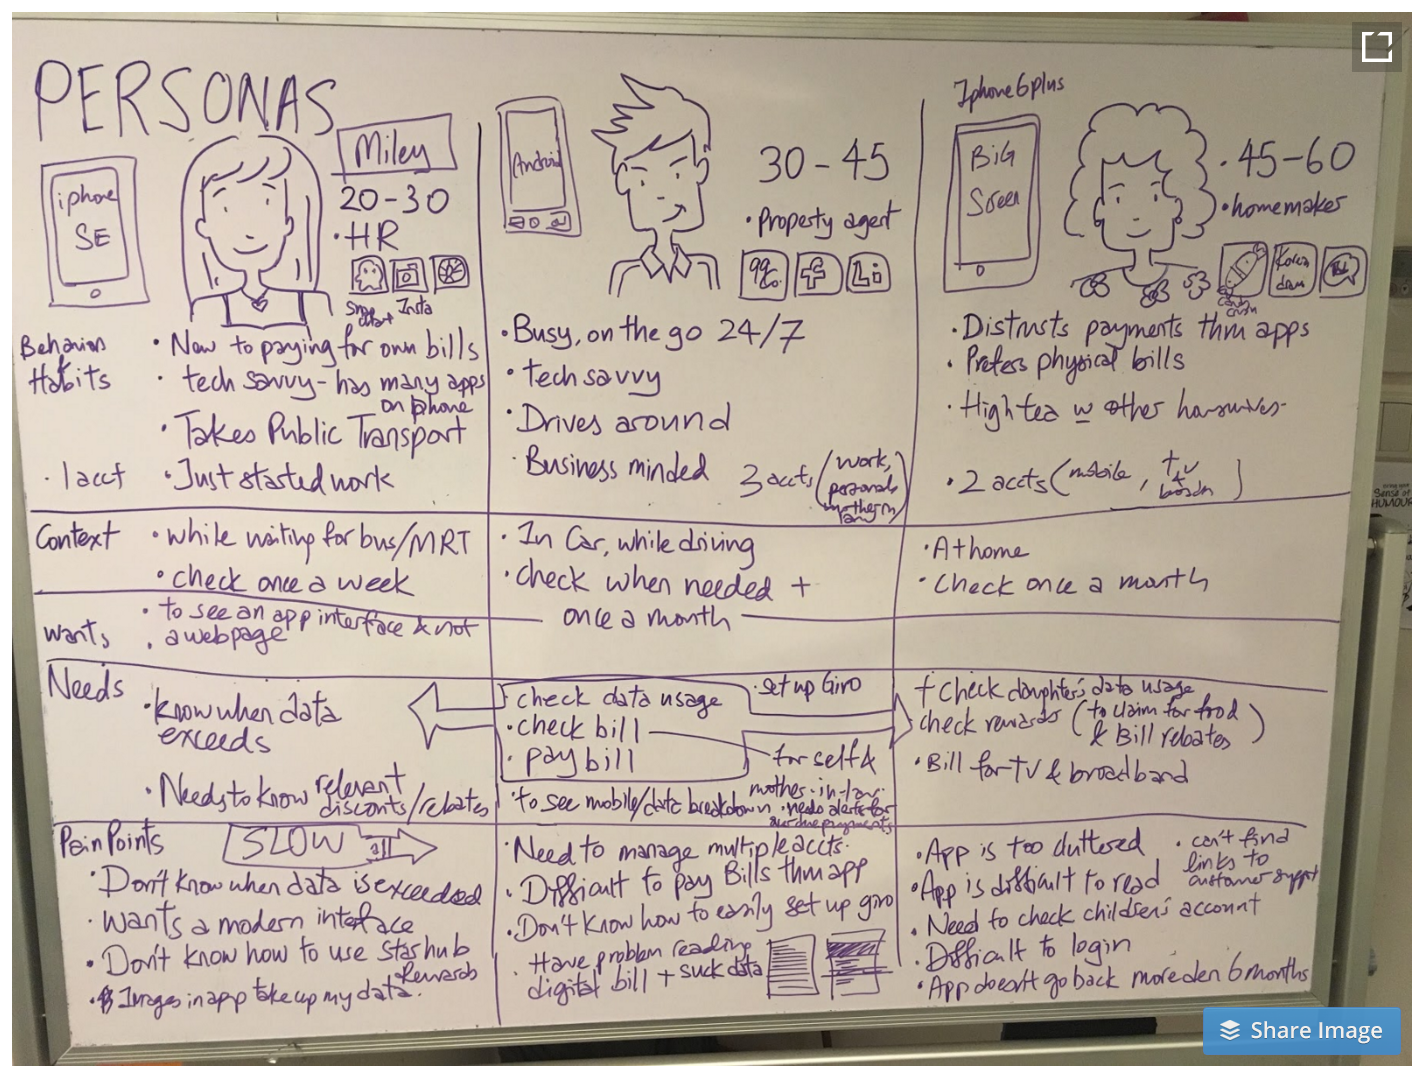 PERSONAS
iphone
SE
Miley
20-30
·HR
Snap
chat
Insta
Behavior
&
Habits
· New to paying for own bills
· tech savvy - has many apps
on iphone
· Takes Public Transport
· 1 acct
· Just started work
Android
30-45
· Property agent
99
Co.
f
Li
· Busy, on the go 24/7
· tech savvy
· Drives around
· Business minded
3 accts (work,
personal
mother in
law)
Iphone 6 plus
BiG
Screen
· 45-60
· homemaker
Candy
Crush
Korean
dram
· Distrusts payments thru apps
· Prefers physical bills
· High tea w other housewives-
· 2 accts (mobile, TV
&
)
Context
· while waiting for bus/MRT
· check once a week
· In Car, while driving
· check when needed +
once a month
· At home
· Check once a month
Wants
· to see an app interface & not
· a webpage
Needs
· know when data
exceeds
· Needs to know relevant
disconts/rebates
· check data usage
· check bill
· pay bill
· set up Giro
for self &
mother-in-law
· to see mobile/data breakdown
· needs alerts for
overdue payments
+ check daughter's data usage
check rewards (to claim for food
& Bill rebates)
· Bill for TV & broadband
Pain Points
SLOW
· Don't know when data is exceeded
· wants a modern interface
· Don't know how to use starhub
Rewards
· Images in app take up my data.
· Need to manage multiple accts.
· Difficult to pay Bills thru app
· Don't know how to easily set up giro
· Have problem reading
digital bill + suck data
· App is too cluttered
· can't find
links to
customer support
· App is difficult to read
· Need to check children's account
· Difficult to login
· App doesn't go back more den 6 months
Sense of
HUMOUR
Share Image